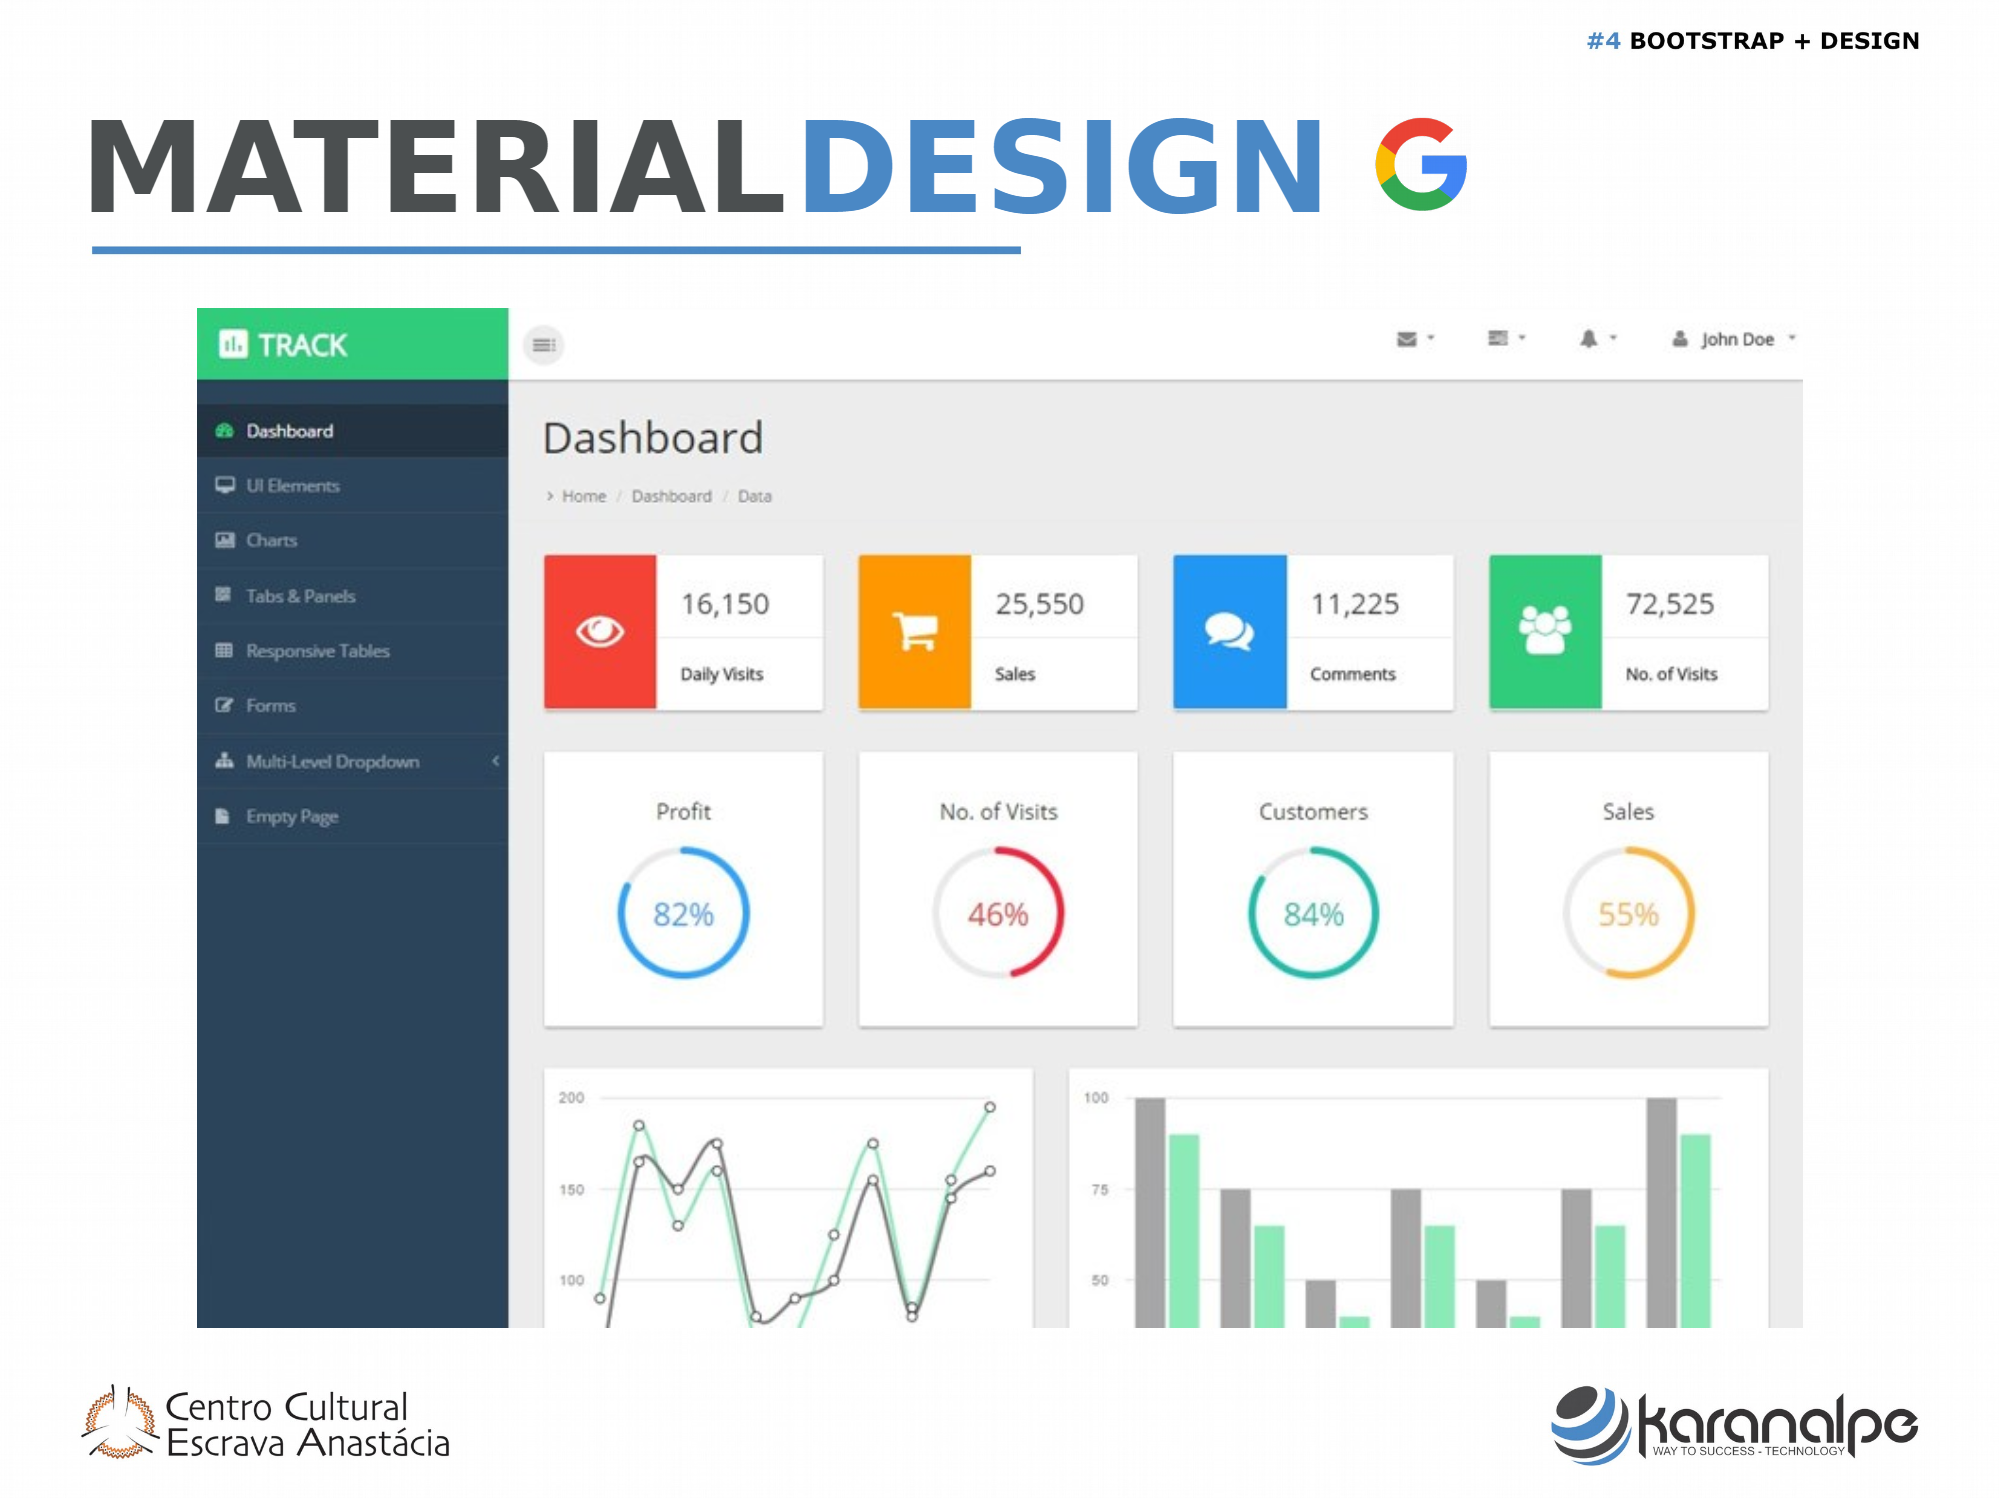 #4 BOOTSTRAP + DESIGN
MATERIAL DESIGN
TRACK
John Doe
Dashboard
UI Elements
Charts
Tabs & Panels
Responsive Tables
Forms
Multi-Level Dropdown
Empty Page
Dashboard
> Home / Dashboard / Data
16,150
Daily Visits
25,550
Sales
11,225
Comments
72,525
No. of Visits
Profit
82%
No. of Visits
46%
Customers
84%
Sales
55%
200
150
100
100
75
50
Centro Cultural
Escrava Anastácia
karanalpe
WAY TO SUCCESS - TECHNOLOGY